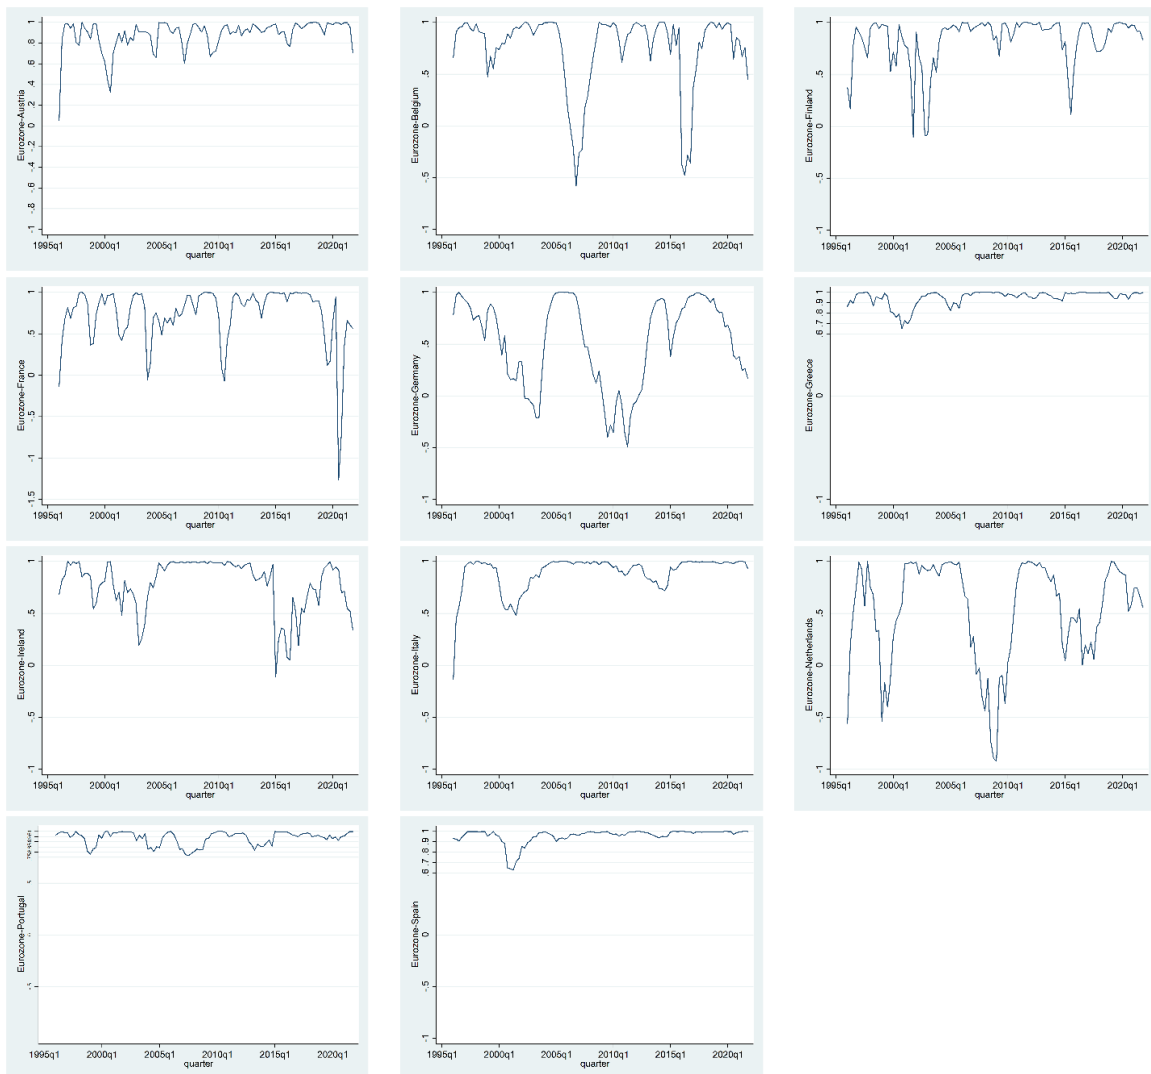 Eurozone-Austria
1
.8
.6
.4
.2
0
-.2
-.4
-.6
-.8
-1
1995q1 2000q1 2005q1 2010q1 2015q1 2020q1
quarter
Eurozone-Belgium
1
.5
0
-.5
-1
1995q1 2000q1 2005q1 2010q1 2015q1 2020q1
quarter
Eurozone-Finland
1
.5
0
-.5
-1
1995q1 2000q1 2005q1 2010q1 2015q1 2020q1
quarter
Eurozone-France
1
.5
0
-.5
-1
-1.5
1995q1 2000q1 2005q1 2010q1 2015q1 2020q1
quarter
Eurozone-Germany
1
.5
0
-.5
-1
1995q1 2000q1 2005q1 2010q1 2015q1 2020q1
quarter
Eurozone-Greece
1
.9
.8
.7
.6
0
-1
1995q1 2000q1 2005q1 2010q1 2015q1 2020q1
quarter
Eurozone-Ireland
1
.5
0
-.5
-1
1995q1 2000q1 2005q1 2010q1 2015q1 2020q1
quarter
Eurozone-Italy
1
.5
0
-.5
-1
1995q1 2000q1 2005q1 2010q1 2015q1 2020q1
quarter
Eurozone-Netherlands
1
.5
0
-.5
-1
1995q1 2000q1 2005q1 2010q1 2015q1 2020q1
quarter
Eurozone-Portugal
1995q1 2000q1 2005q1 2010q1 2015q1 2020q1
quarter
Eurozone-Spain
1
.9
.8
.7
.6
0
-.5
-1
1995q1 2000q1 2005q1 2010q1 2015q1 2020q1
quarter